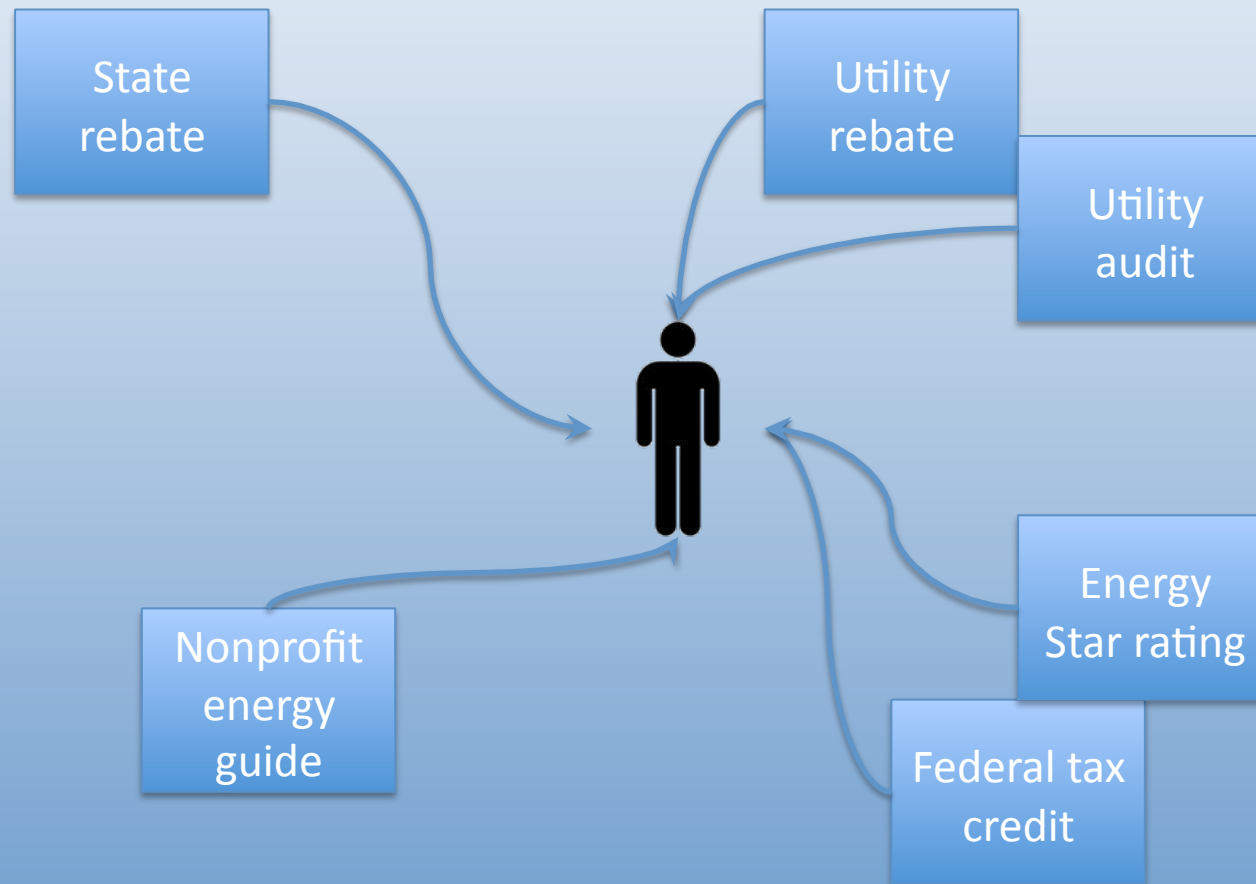 State
rebate
Utility
rebate
Utility
audit
Energy
Star rating
Nonprofit
energy
guide
Federal tax
credit